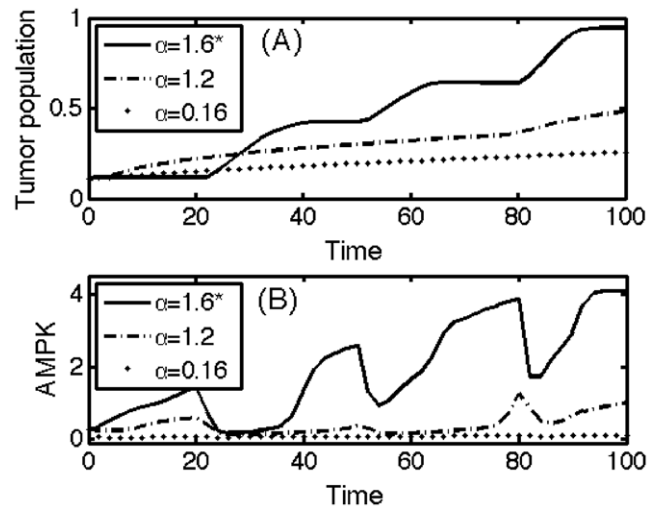 1
0.5
0
Tumor population
α=1.6*
α=1.2
α=0.16
(A)
0 20 40 60 80 100
Time
4
2
0
AMPK
α=1.6*
α=1.2
α=0.16
(B)
0 20 40 60 80 100
Time